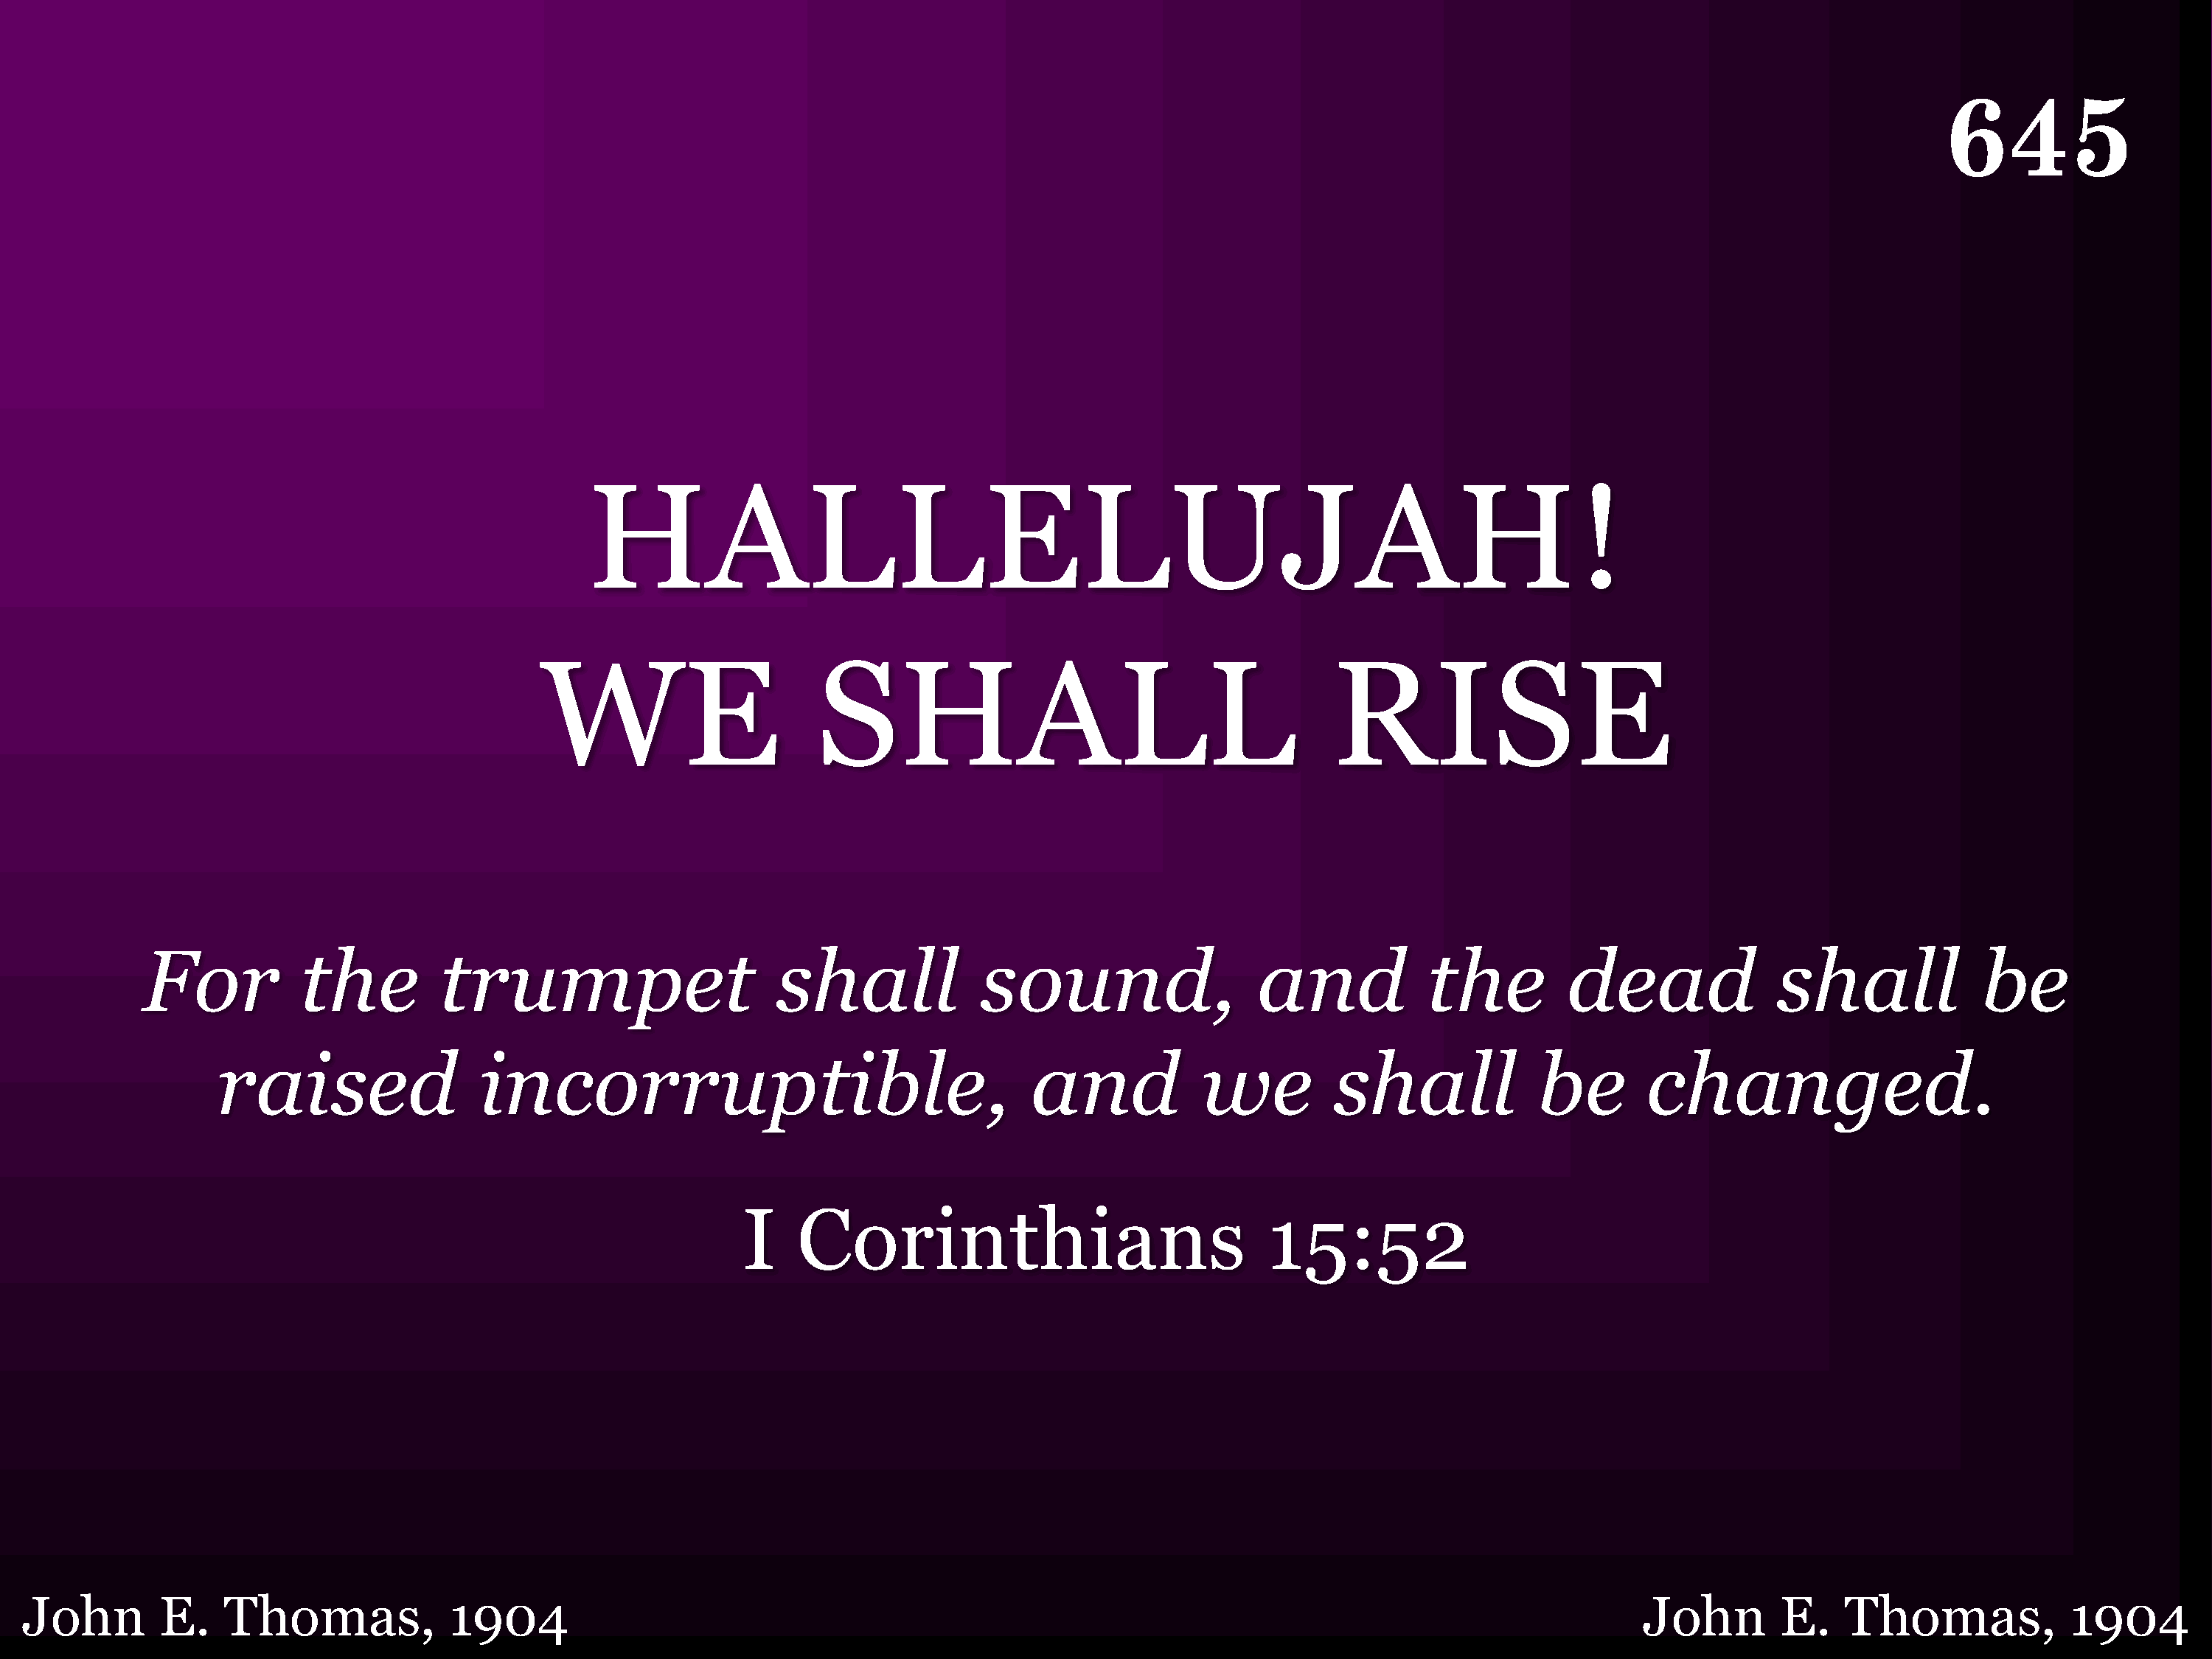 645
HALLELUJAH!
WE SHALL RISE
For the trumpet shall sound, and the dead shall be
raised incorruptible, and we shall be changed.
I Corinthians 15:52
John E. Thomas, 1904
John E. Thomas, 1904